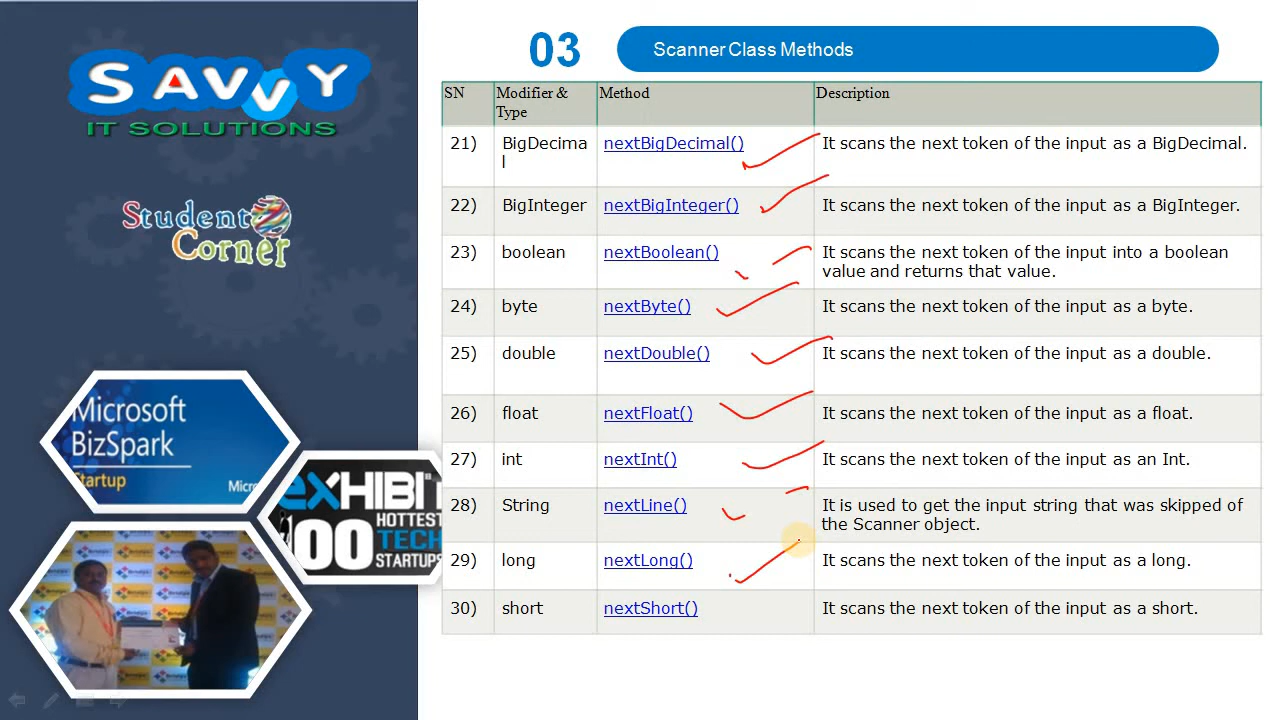 SAVVY
IT SOLUTIONS
Student
Corner
Microsoft
BizSpark
Startup
Micros
eXHIBIT
100 HOTTEST
TECH
STARTUPS
03
Scanner Class Methods
SN Modifier & Type Method Description
21) BigDecimal nextBigDecimal() It scans the next token of the input as a BigDecimal.
22) BigInteger nextBigInteger() It scans the next token of the input as a BigInteger.
23) boolean nextBoolean() It scans the next token of the input into a boolean
value and returns that value.
24) byte nextByte() It scans the next token of the input as a byte.
25) double nextDouble() It scans the next token of the input as a double.
26) float nextFloat() It scans the next token of the input as a float.
27) int nextInt() It scans the next token of the input as an Int.
28) String nextLine() It is used to get the input string that was skipped of
the Scanner object.
29) long nextLong() It scans the next token of the input as a long.
30) short nextShort() It scans the next token of the input as a short.